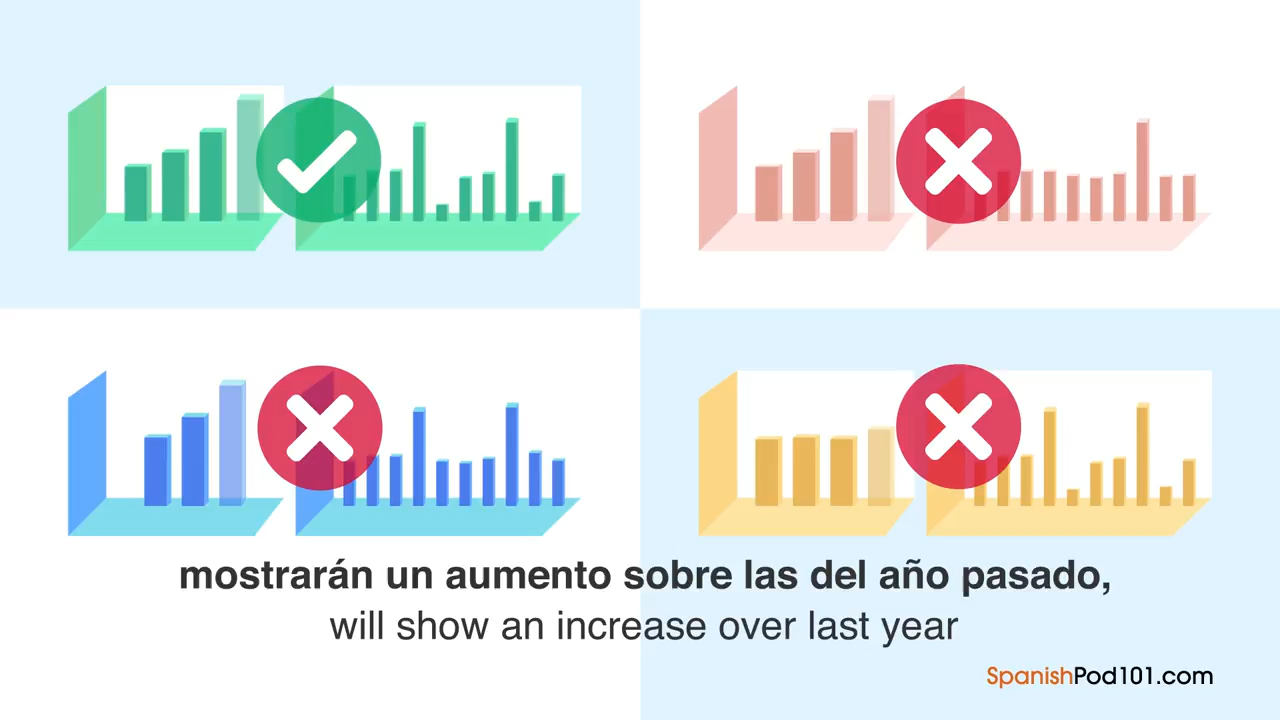 mostrarán un aumento sobre las del año pasado,
will show an increase over last year
SpanishPod101.com